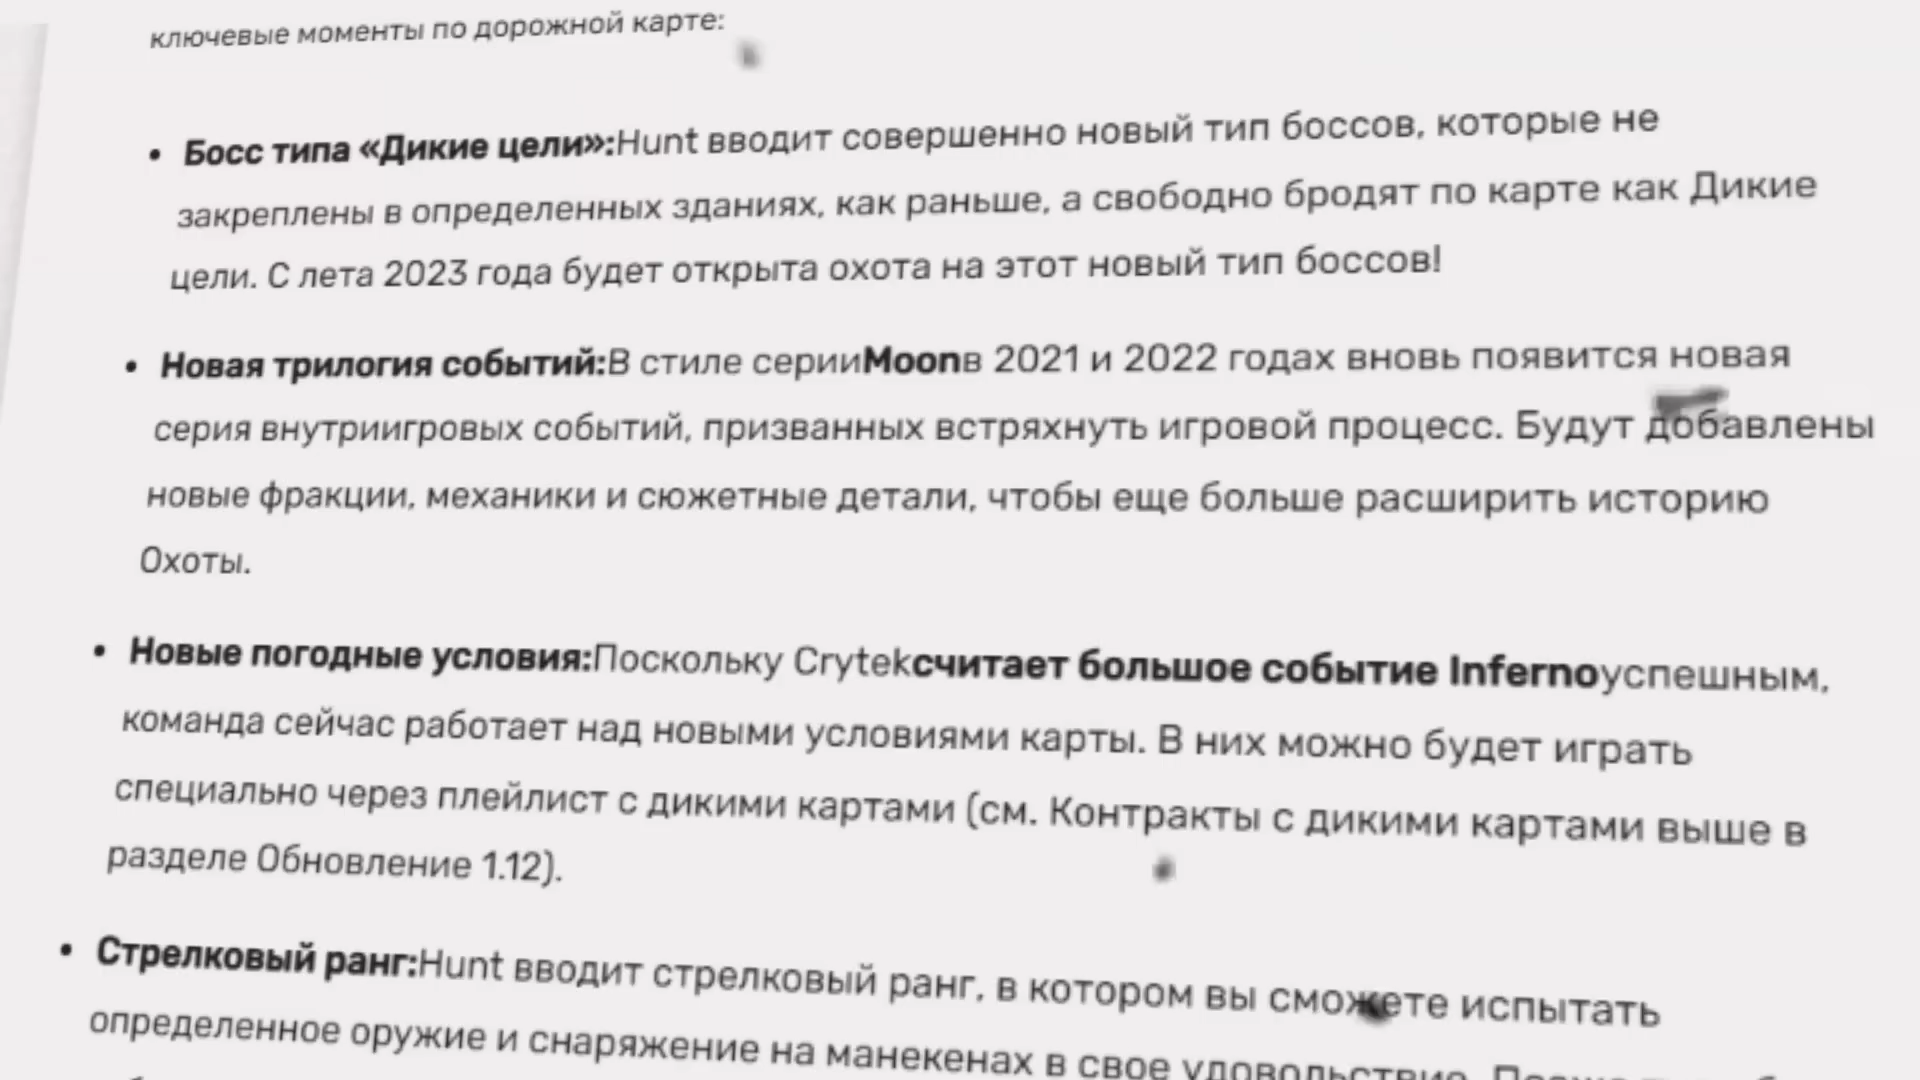 ключевые моменты по дорожной карте:
• Босс типа «Дикие цели»:Hunt вводит совершенно новый тип боссов, которые не
закреплены в определенных зданиях, как раньше, а свободно бродят по карте как Дикие
цели. С лета 2023 года будет открыта охота на этот новый тип боссов!
• Новая трилогия событий:В стиле серииMoonв 2021 и 2022 годах вновь появится новая
серия внутриигровых событий, призванных встряхнуть игровой процесс. Будут добавлены
новые фракции, механики и сюжетные детали, чтобы еще больше расширить историю
Охоты.
• Новые погодные условия:Поскольку Crytekсчитает большое событие Infernoуспешным,
команда сейчас работает над новыми условиями карты. В них можно будет играть
специально через плейлист с дикими картами (см. Контракты с дикими картами выше в
разделе Обновление 1.12).
• Стрелковый ранг:Hunt вводит стрелковый ранг, в котором вы сможете испытать
определенное оружие и снаряжение на манекенах в свое удовольствие.